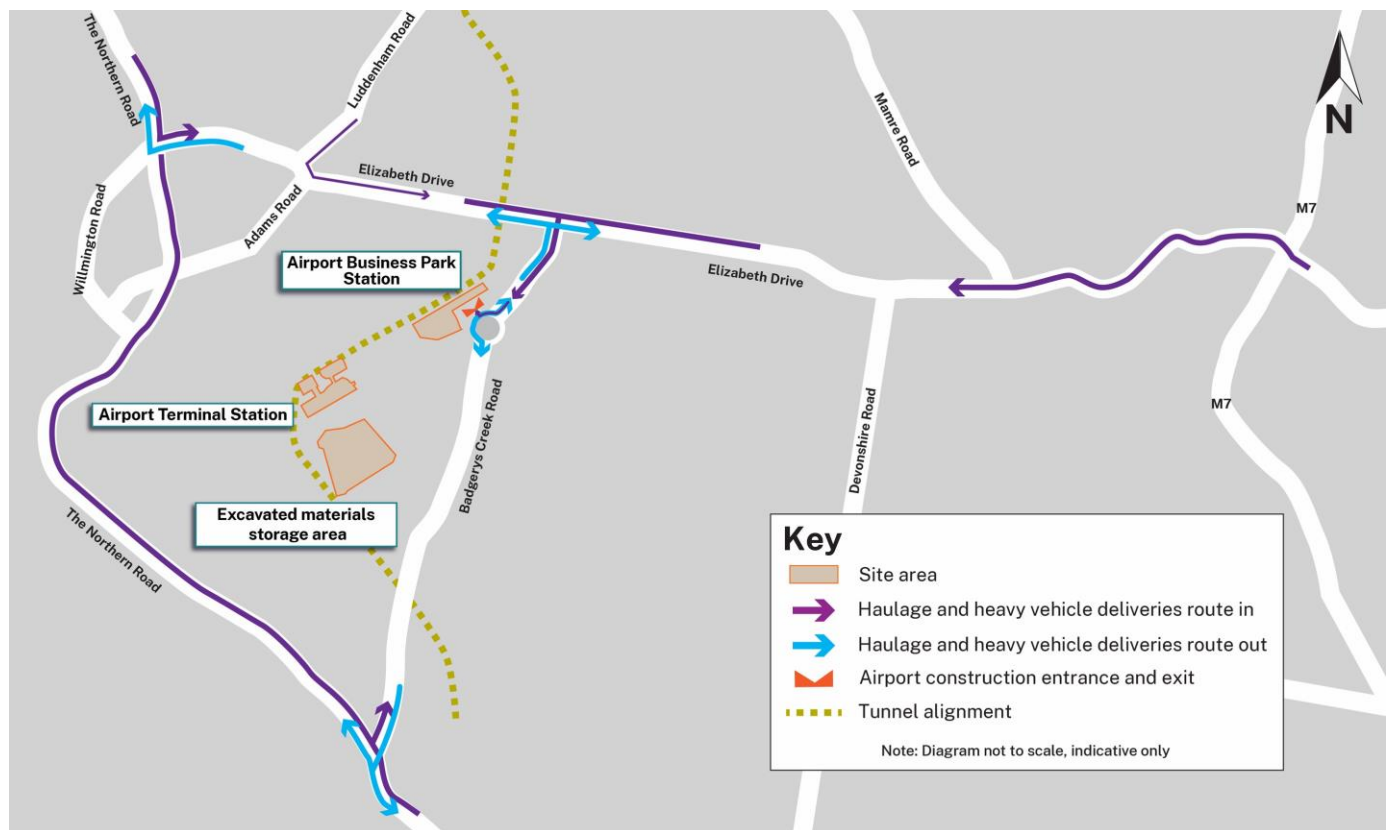 The Northern Road
Luddenham Road
Mamre Road
N
Willmington Road
Adams Road
Elizabeth Drive
M7
Airport Business Park
Station
Elizabeth Drive
Airport Terminal Station
Badgerys Creek Road
Devonshire Road
M7
Excavated materials
storage area
The Northern Road
Key
Site area
Haulage and heavy vehicle deliveries route in
Haulage and heavy vehicle deliveries route out
Airport construction entrance and exit
Tunnel alignment
Note: Diagram not to scale, indicative only